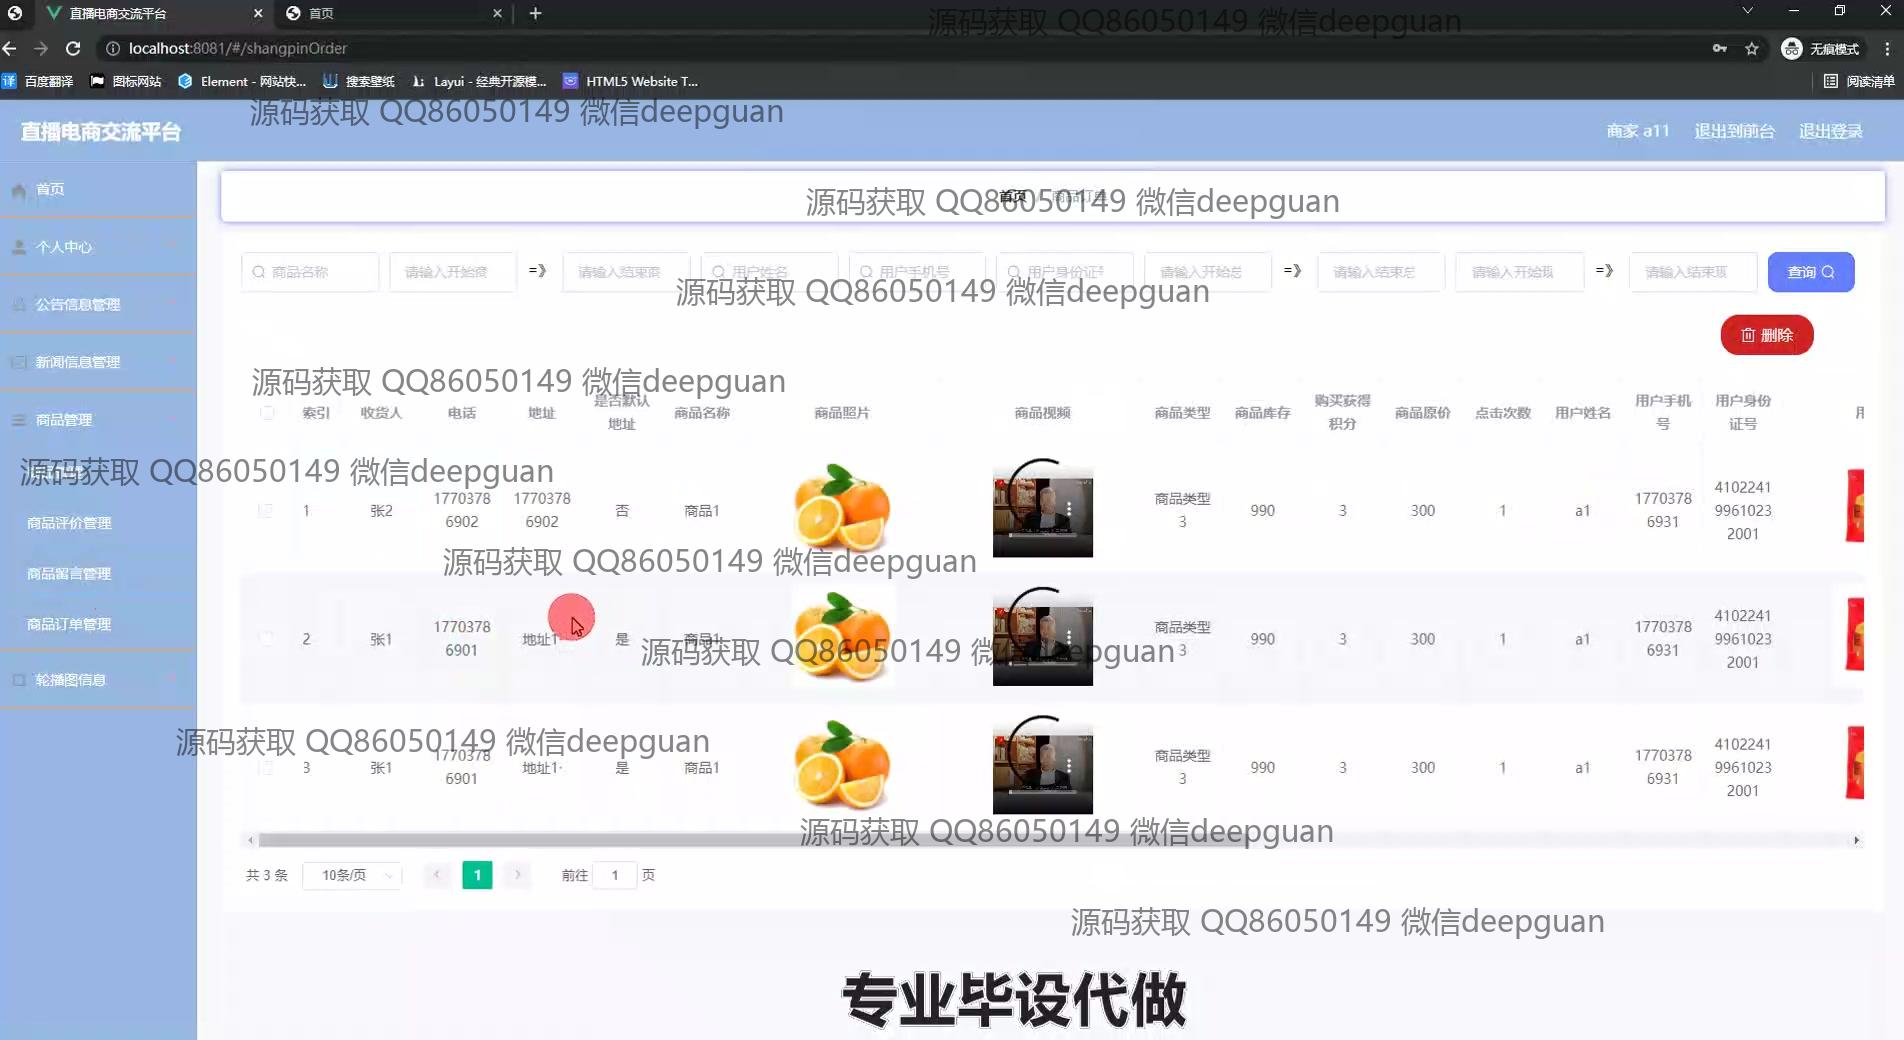 直播电商交流平台
首页
localhost:8081/#/shangpinOrder
无痕模式
百度翻译
图标网站
Element - 网站快...
搜索壁纸
Layui - 经典开源模...
HTML5 Website T...
阅读清单
源码获取 QQ86050149 微信deepguan
源码获取 QQ86050149 微信deepguan
直播电商交流平台
商家 a11
退出到前台
退出登录
首页
个人中心
公告信息管理
新闻信息管理
商品管理
商品评价管理
商品留言管理
商品订单管理
轮播图信息
源码获取 QQ86050149 微信deepguan
首页 商品订单
商品名称 请输入开始商 => 请输入结束商 用户姓名 用户手机号 用户身份证号 请输入开始总 => 请输入结束总 请输入开始现 => 请输入结束现 查询
源码获取 QQ86050149 微信deepguan
删除
源码获取 QQ86050149 微信deepguan
索引 收货人 电话 地址 是否默认地址 商品名称 商品照片 商品视频 商品类型 商品库存 购买获得积分 商品原价 点击次数 用户姓名 用户手机号 用户身份证号 用
源码获取 QQ86050149 微信deepguan
1 张2 17703786902 17703786902 否 商品1 商品类型3 990 3 300 1 a1 17703786931 410224199610232001
源码获取 QQ86050149 微信deepguan
2 张1 17703786901 地址1 是 商品1 商品类型3 990 3 300 1 a1 17703786931 410224199610232001
源码获取 QQ86050149 微信deepguan
源码获取 QQ86050149 微信deepguan
3 张1 17703786901 地址1 是 商品1 商品类型3 990 3 300 1 a1 17703786931 410224199610232001
源码获取 QQ86050149 微信deepguan
共 3 条 10条/页 1 前往 1 页
源码获取 QQ86050149 微信deepguan
专业毕设代做